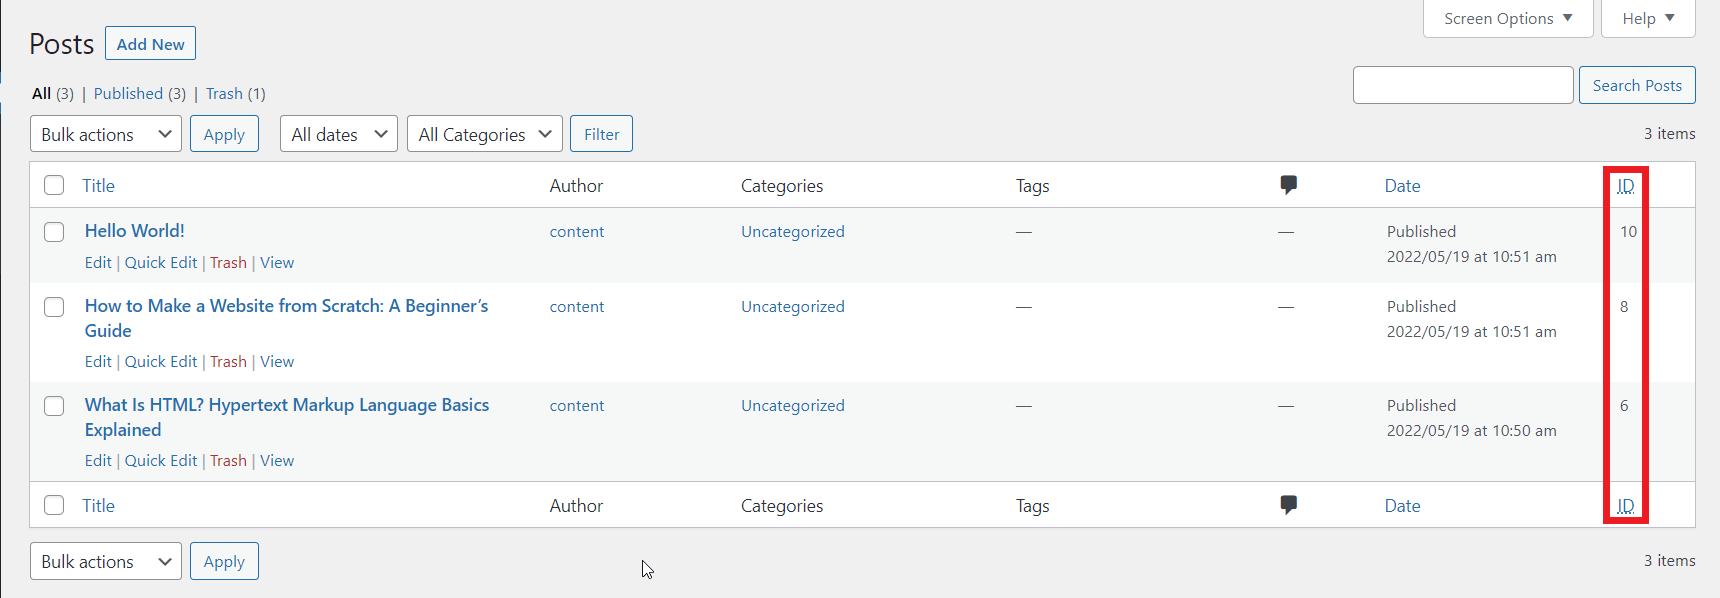 Screen Options Help
Posts Add New
All (3) | Published (3) | Trash (1)
Search Posts
Bulk actions Apply All dates All Categories Filter 3 items
Title Author Categories Tags Date ID
Hello World! content Uncategorized — — Published 10
2022/05/19 at 10:51 am
Edit | Quick Edit | Trash | View
How to Make a Website from Scratch: A Beginner’s content Uncategorized — — Published 8
Guide 2022/05/19 at 10:51 am
Edit | Quick Edit | Trash | View
What Is HTML? Hypertext Markup Language Basics content Uncategorized — — Published 6
Explained 2022/05/19 at 10:50 am
Edit | Quick Edit | Trash | View
Title Author Categories Tags Date ID
Bulk actions Apply 3 items